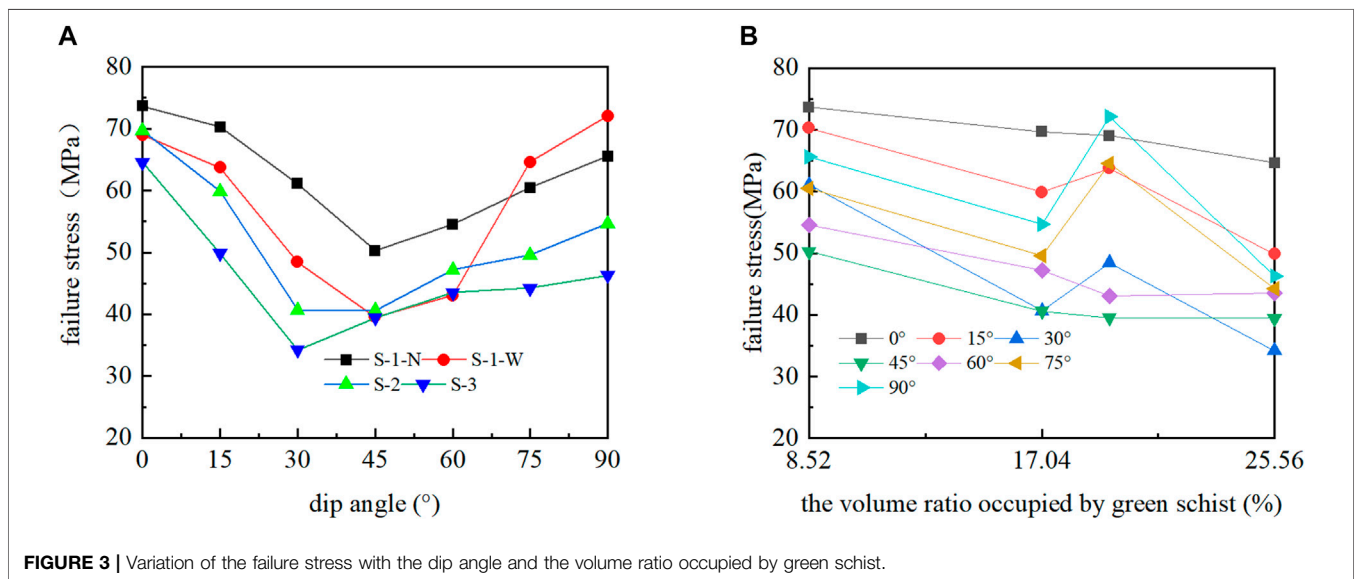 A
80
70
60
50
40
30
20
failure stress（MPa）
S-1-N
S-1-W
S-2
S-3
0
15
30
45
60
75
90
dip angle (°)
B
80
70
60
50
40
30
20
failure stress(MPa)
0°
15°
30°
45°
60°
75°
90°
8.52
17.04
25.56
the volume ratio occupied by green schist (%)
FIGURE 3 | Variation of the failure stress with the dip angle and the volume ratio occupied by green schist.